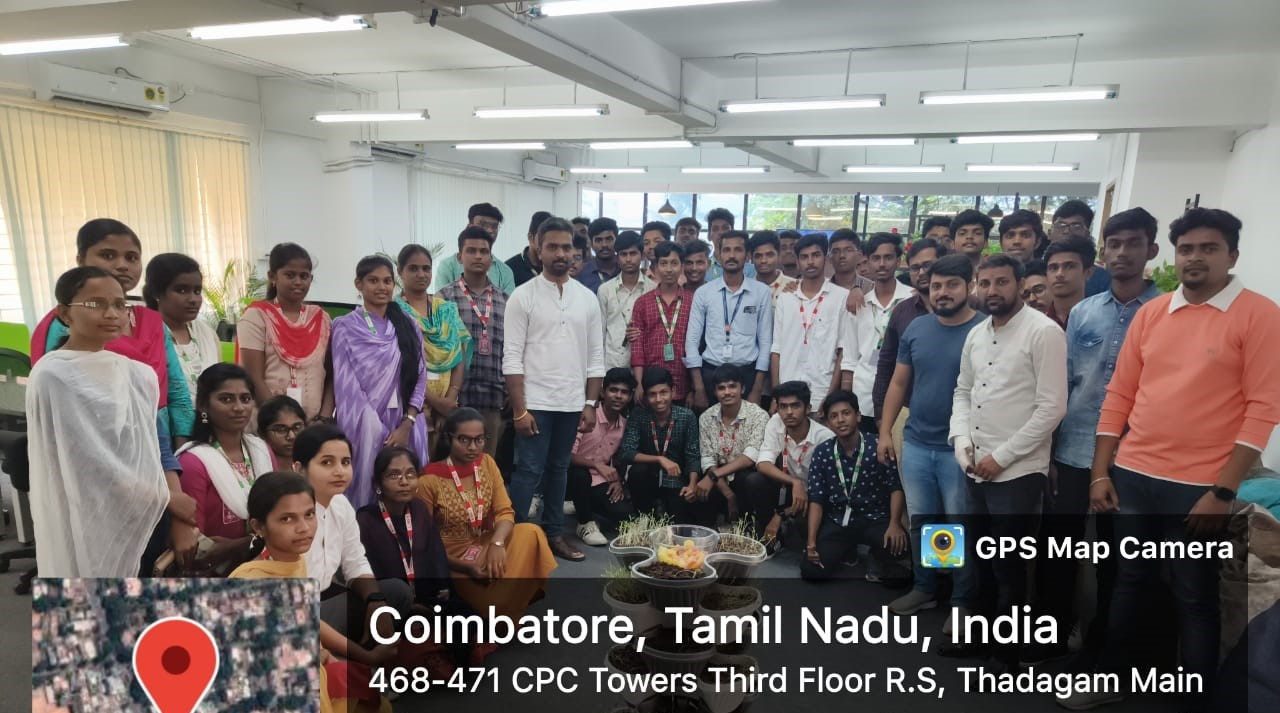 GPS Map Camera
Coimbatore, Tamil Nadu, India
468-471 CPC Towers Third Floor R.S, Thadagam Main